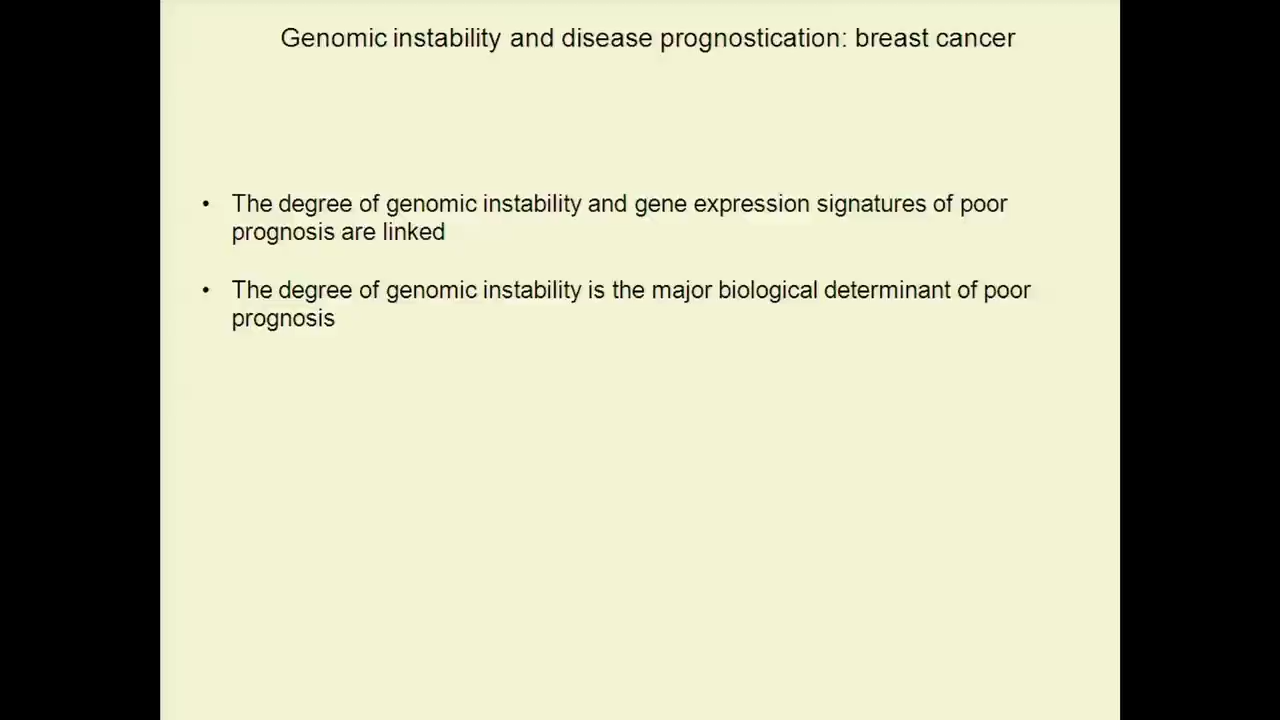 Genomic instability and disease prognostication: breast cancer
• The degree of genomic instability and gene expression signatures of poor
prognosis are linked
• The degree of genomic instability is the major biological determinant of poor
prognosis